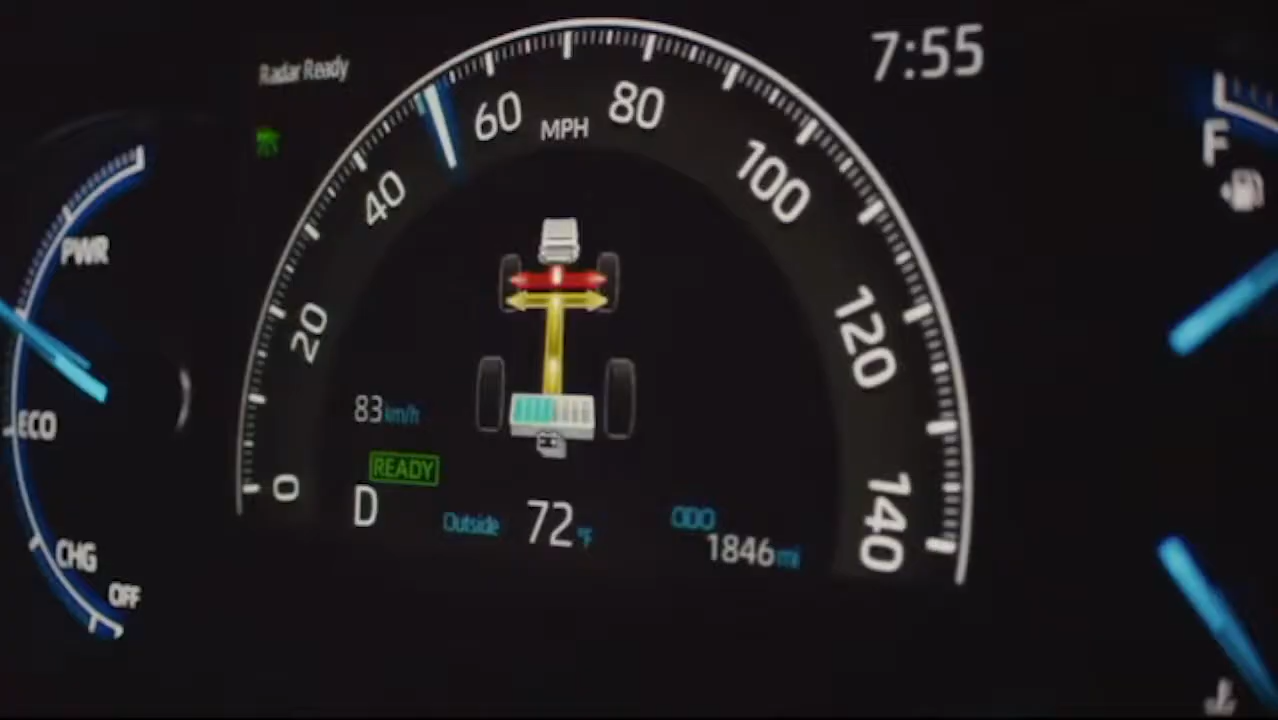 Radar Ready
7:55
F
PWR
ECO
CHG
OFF
0
20
40
60
MPH
80
100
120
140
83 km/h
READY
D
Outside 72 °F
ODO
1846 mi